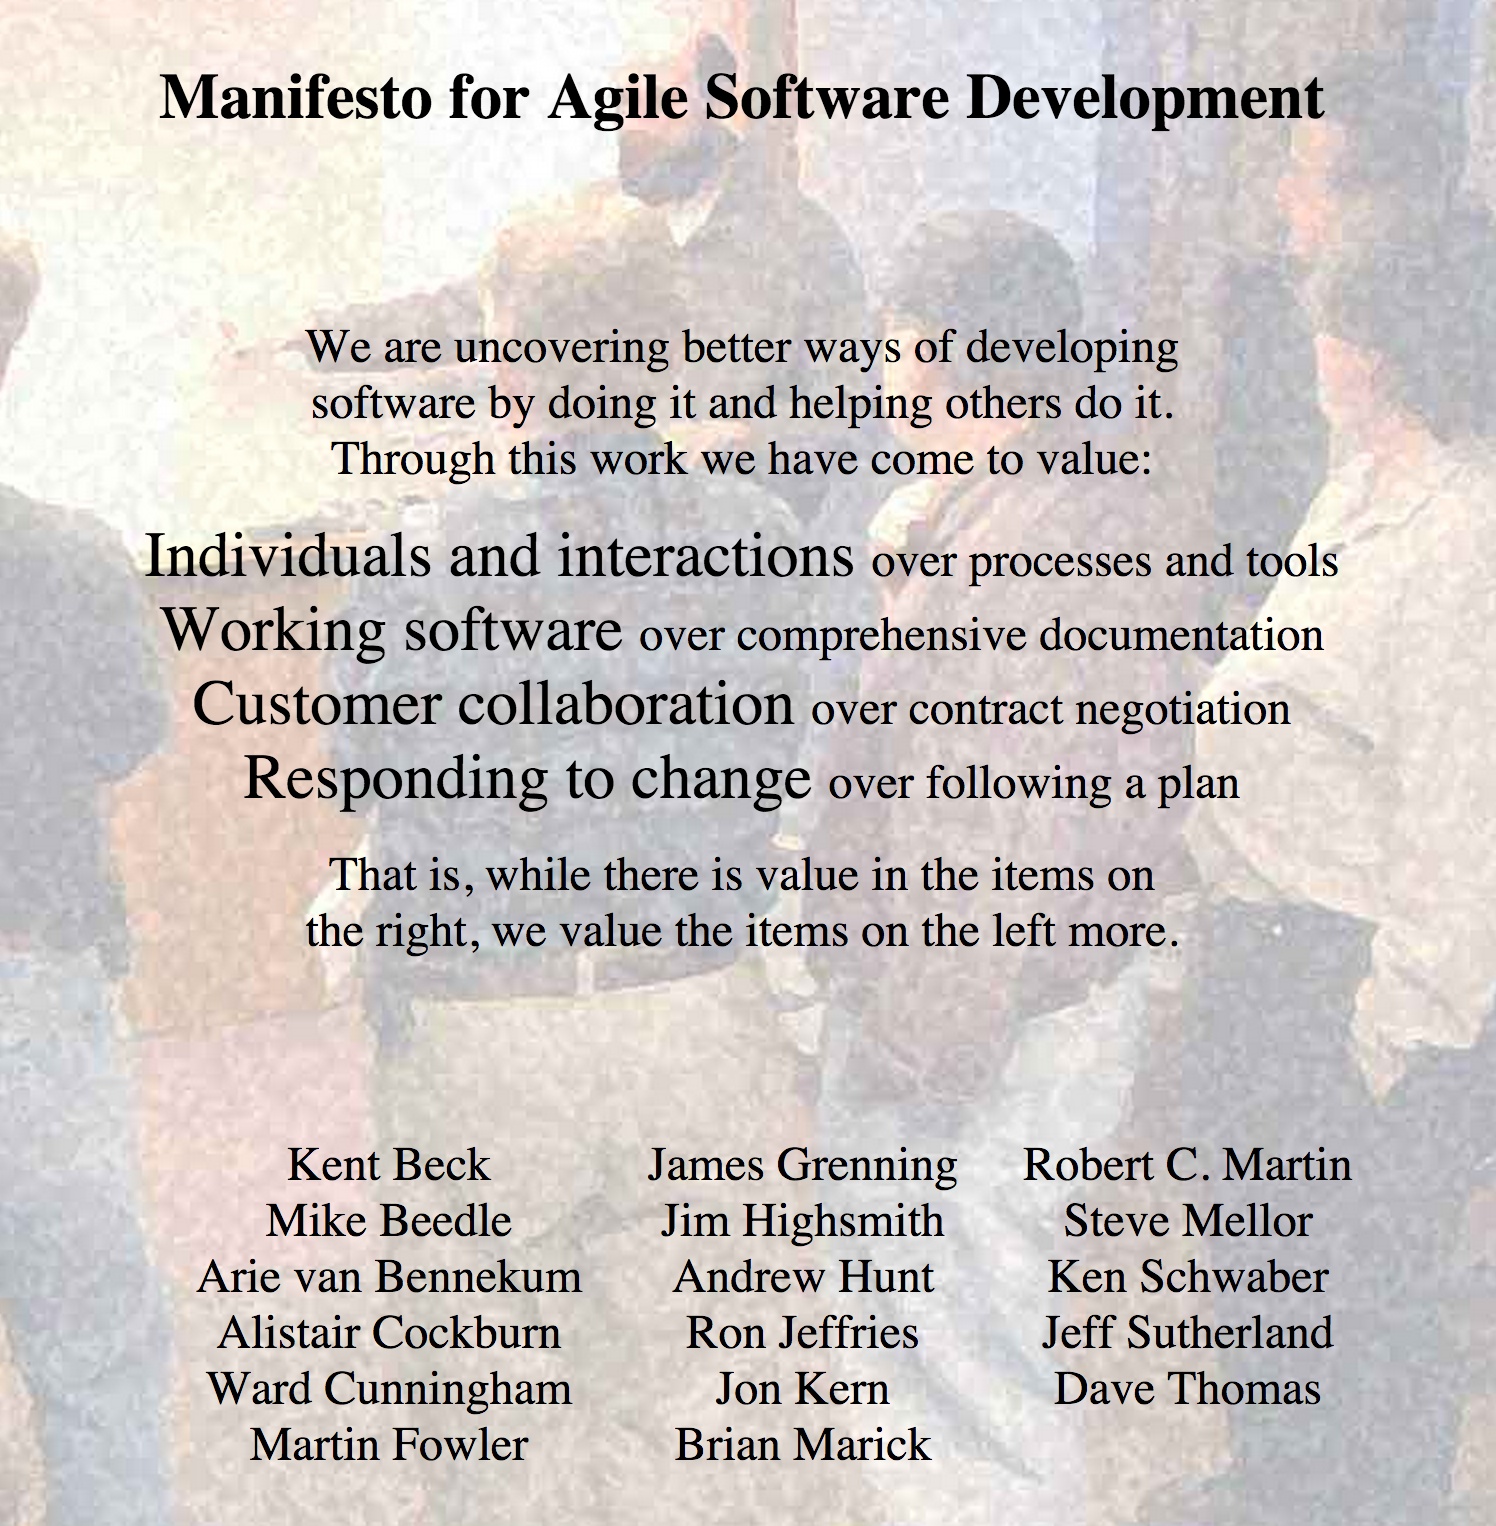 Manifesto for Agile Software Development
We are uncovering better ways of developing
software by doing it and helping others do it.
Through this work we have come to value:
Individuals and interactions over processes and tools
Working software over comprehensive documentation
Customer collaboration over contract negotiation
Responding to change over following a plan
That is, while there is value in the items on
the right, we value the items on the left more.
Kent Beck
Mike Beedle
Arie van Bennekum
Alistair Cockburn
Ward Cunningham
Martin Fowler
James Grenning
Jim Highsmith
Andrew Hunt
Ron Jeffries
Jon Kern
Brian Marick
Robert C. Martin
Steve Mellor
Ken Schwaber
Jeff Sutherland
Dave Thomas